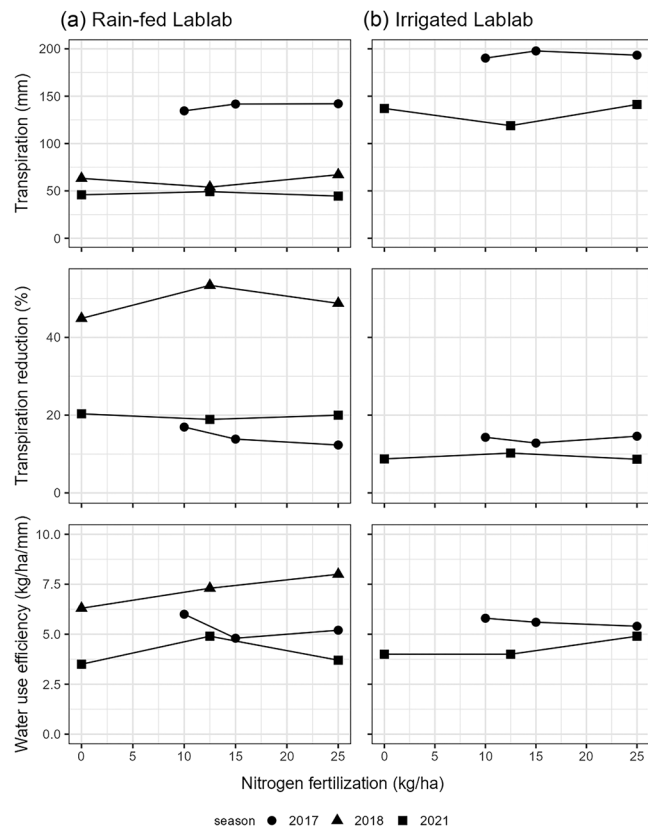 (a) Rain-fed Lablab
(b) Irrigated Lablab
Transpiration (mm)
200
150
100
50
0
Transpiration reduction (%)
40
20
0
Water use efficiency (kg/ha/mm)
10.0
7.5
5.0
2.5
0.0
0 5 10 15 20 25
0 5 10 15 20 25
Nitrogen fertilization (kg/ha)
season 2017 2018 2021